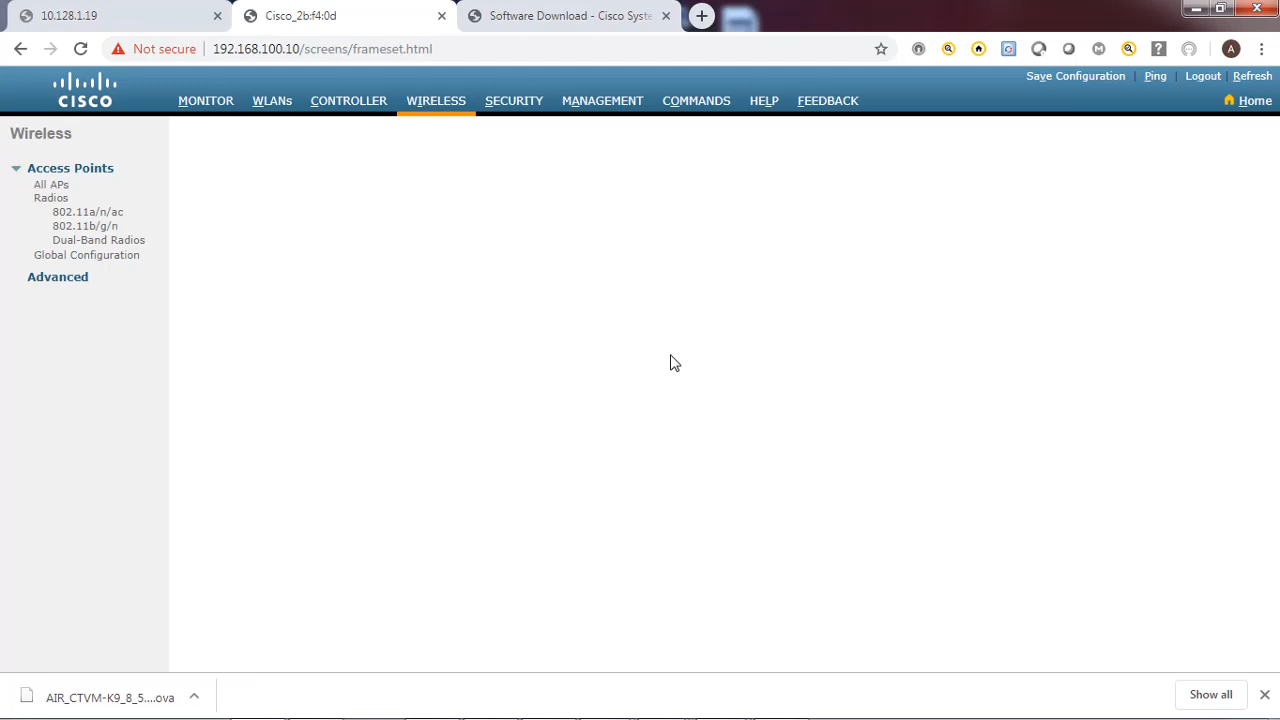 10.128.1.19
Cisco_2b:f4:0d
Software Download - Cisco Syste
Not secure
192.168.100.10/screens/frameset.html
A
Save Configuration
Ping
Logout
Refresh
CISCO
MONITOR
WLANs
CONTROLLER
WIRELESS
SECURITY
MANAGEMENT
COMMANDS
HELP
FEEDBACK
Home
Wireless
Access Points
All APs
Radios
802.11a/n/ac
802.11b/g/n
Dual-Band Radios
Global Configuration
Advanced
AIR_CTVM-K9_8_5....ova
Show all